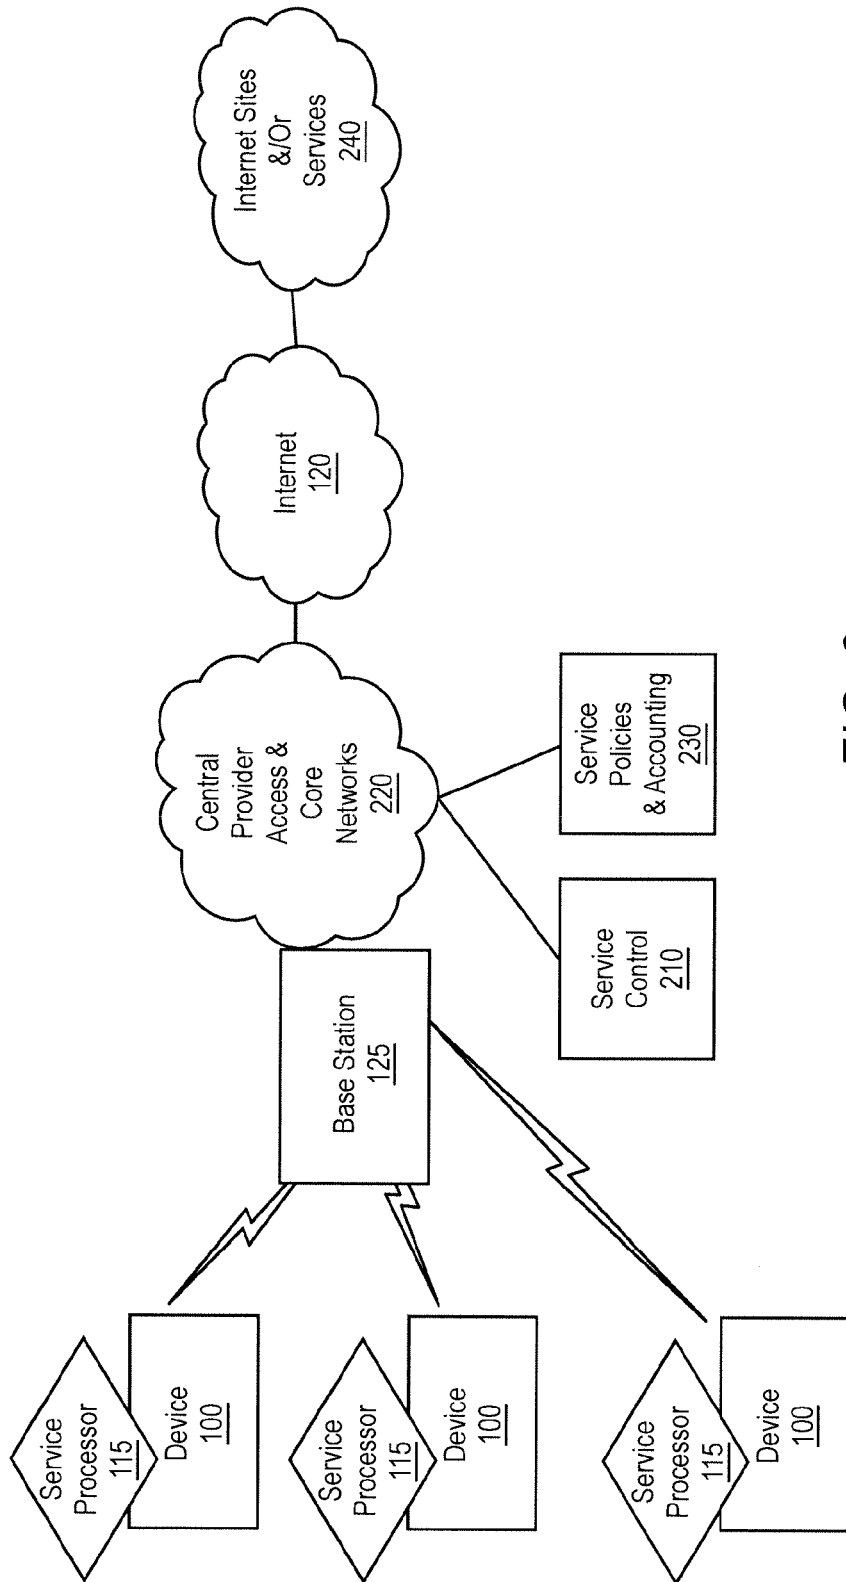 Service
Processor
115
Device
100
Service
Processor
115
Device
100
Service
Processor
115
Device
100
Base Station
125
Central
Provider
Access &
Core
Networks
220
Service
Control
210
Service
Policies
& Accounting
230
Internet
120
Internet Sites
&/Or
Services
240
FIG.